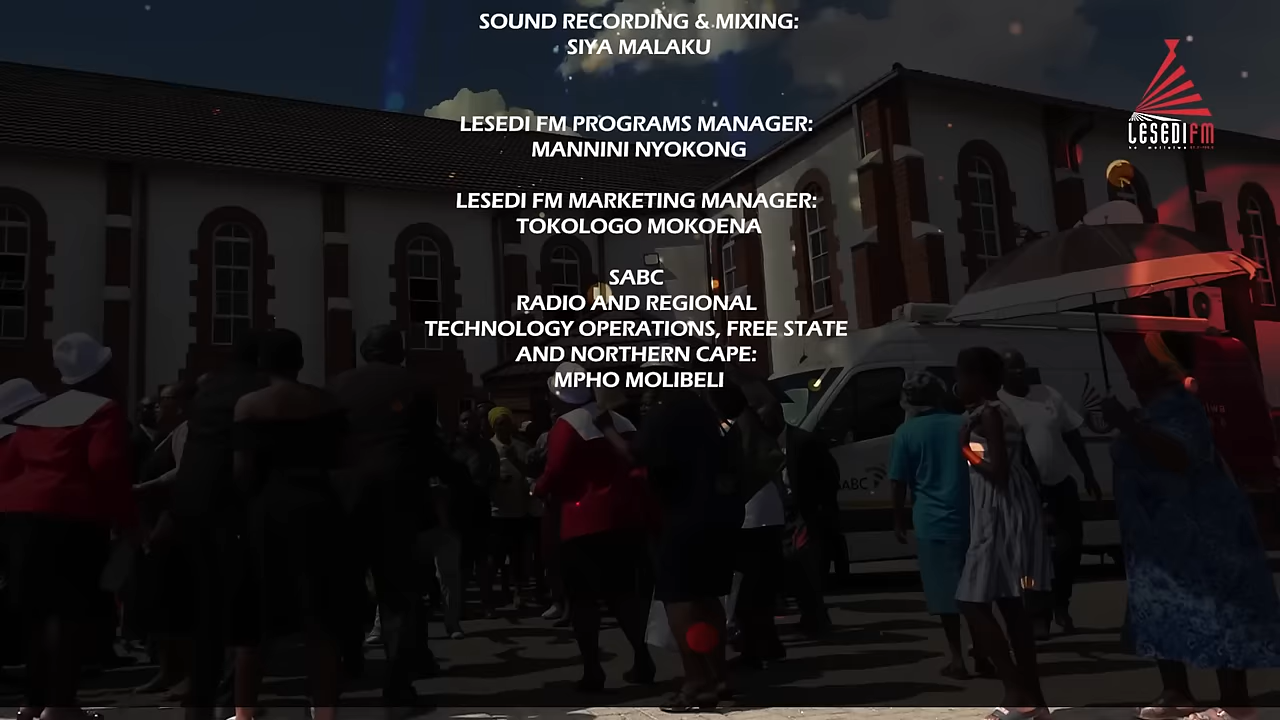 SOUND RECORDING & MIXING:
SIYA MALAKU
LESEDI FM PROGRAMS MANAGER:
MANNINI NYOKONG
LESEDI FM MARKETING MANAGER:
TOKOLOGO MOKOENA
SABC
RADIO AND REGIONAL
TECHNOLOGY OPERATIONS, FREE STATE
AND NORTHERN CAPE:
MPHO MOLIBELI
LESEDI FM
SABC